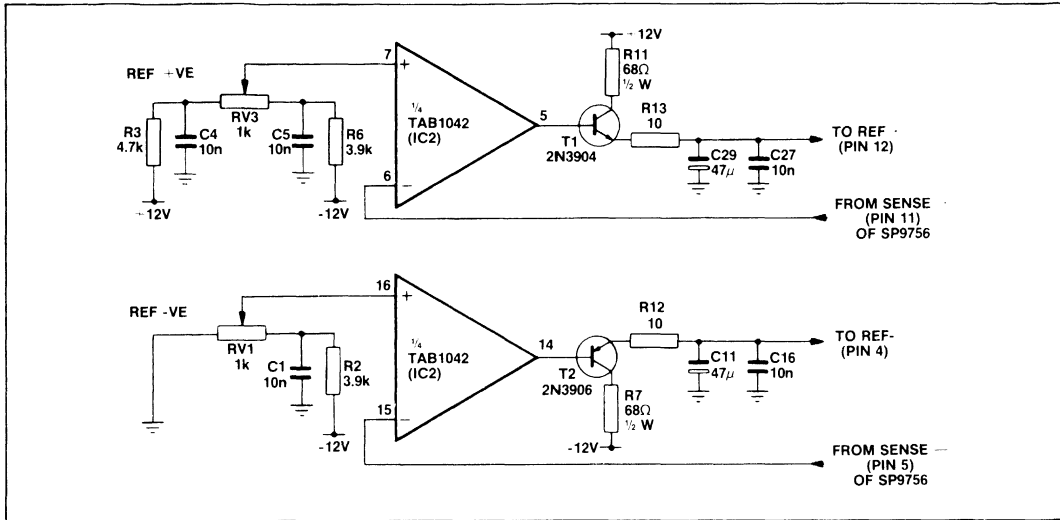 - 12V
R11
68Ω
½ W
REF +VE
7
+
RV3
1k
R3
4.7k
C4
10n
C5
10n
R6
3.9k
-12V
-12V
¼
TAB1042
(IC2)
5
6
−
T1
2N3904
R13
10
C29
47μ
C27
10n
TO REF
(PIN 12)
FROM SENSE
(PIN 11)
OF SP9756
REF -VE
16
+
RV1
1k
C1
10n
R2
3.9k
-12V
¼
TAB1042
(IC2)
14
15
−
T2
2N3906
R12
10
R7
68Ω
½ W
-12V
C11
47μ
C16
10n
TO REF-
(PIN 4)
FROM SENSE —
(PIN 5)
OF SP9756